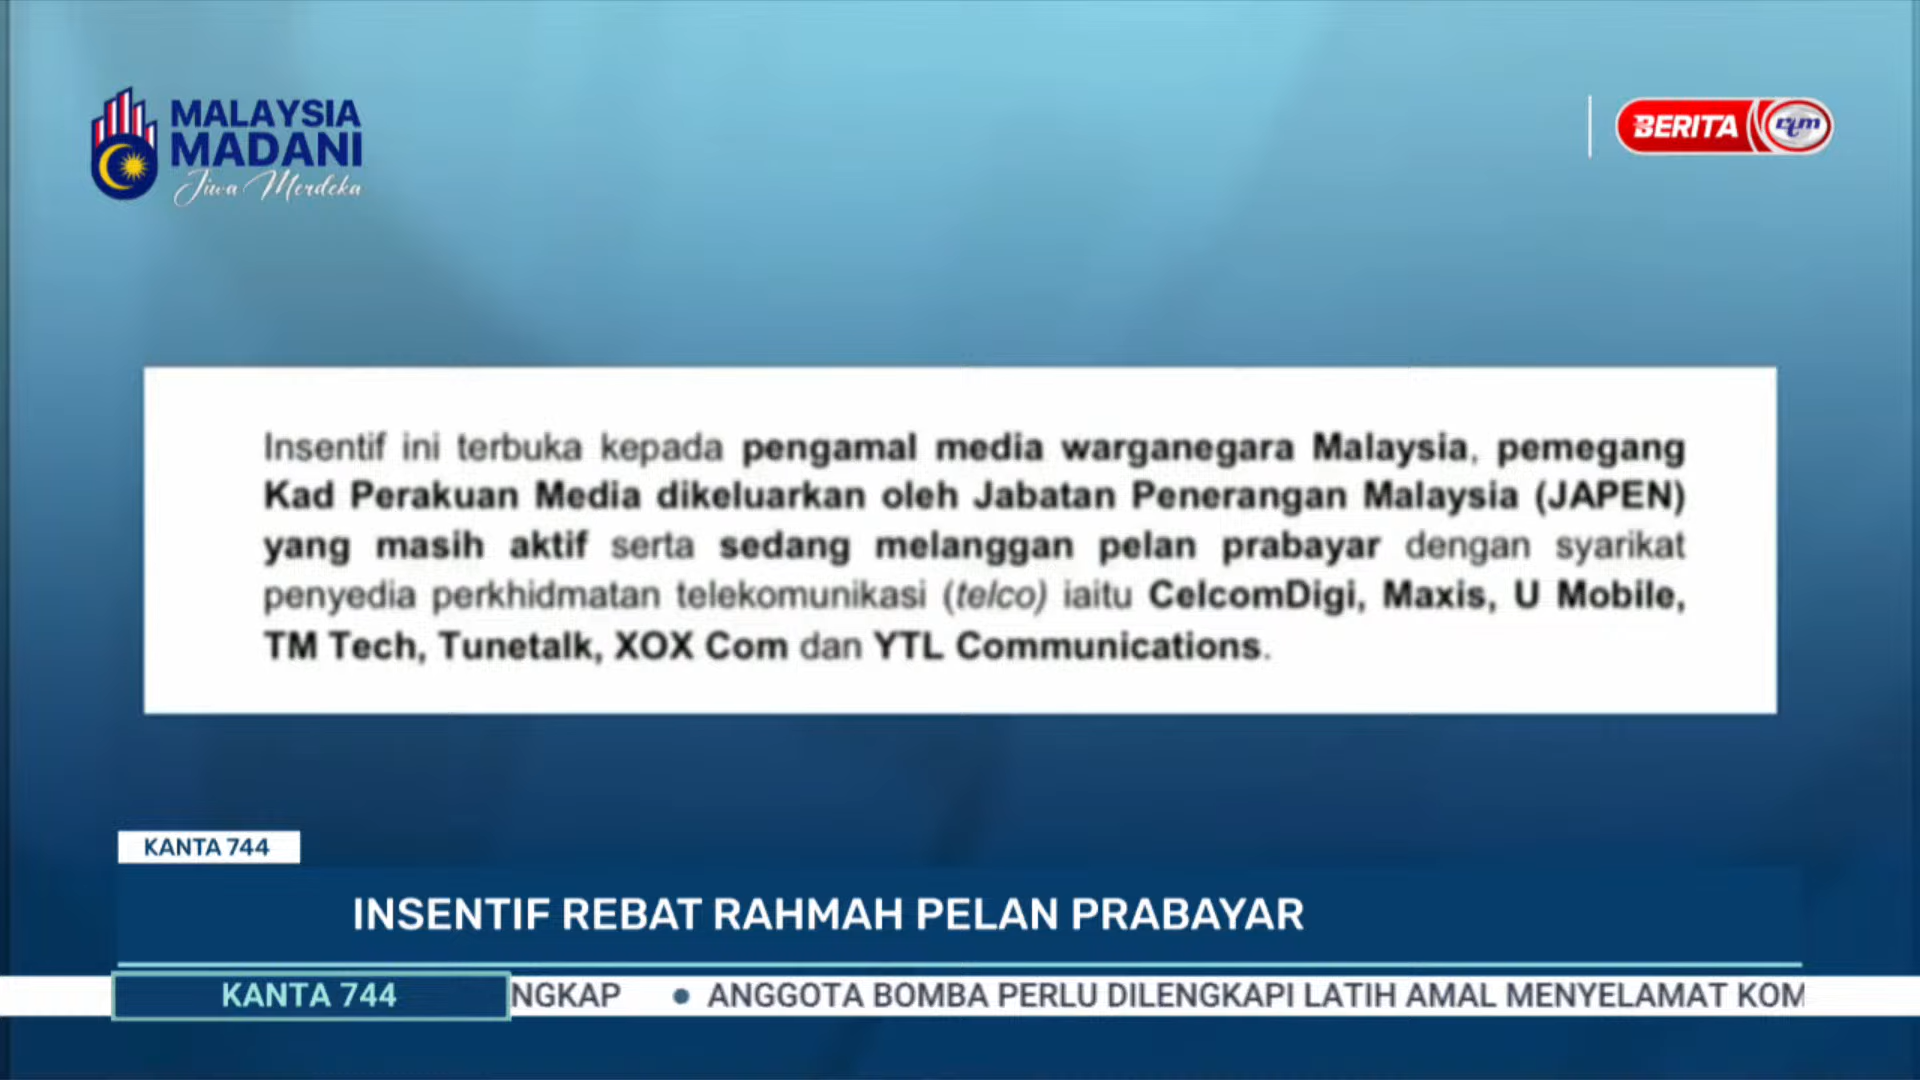 MALAYSIA
MADANI
Jiwa Merdeka
BERITA rtm
Insentif ini terbuka kepada pengamal media warganegara Malaysia, pemegang
Kad Perakuan Media dikeluarkan oleh Jabatan Penerangan Malaysia (JAPEN)
yang masih aktif serta sedang melanggan pelan prabayar dengan syarikat
penyedia perkhidmatan telekomunikasi (telco) iaitu CelcomDigi, Maxis, U Mobile,
TM Tech, Tunetalk, XOX Com dan YTL Communications.
KANTA 744
INSENTIF REBAT RAHMAH PELAN PRABAYAR
KANTA 744 NGKAP • ANGGOTA BOMBA PERLU DILENGKAPI LATIH AMAL MENYELAMAT KOM